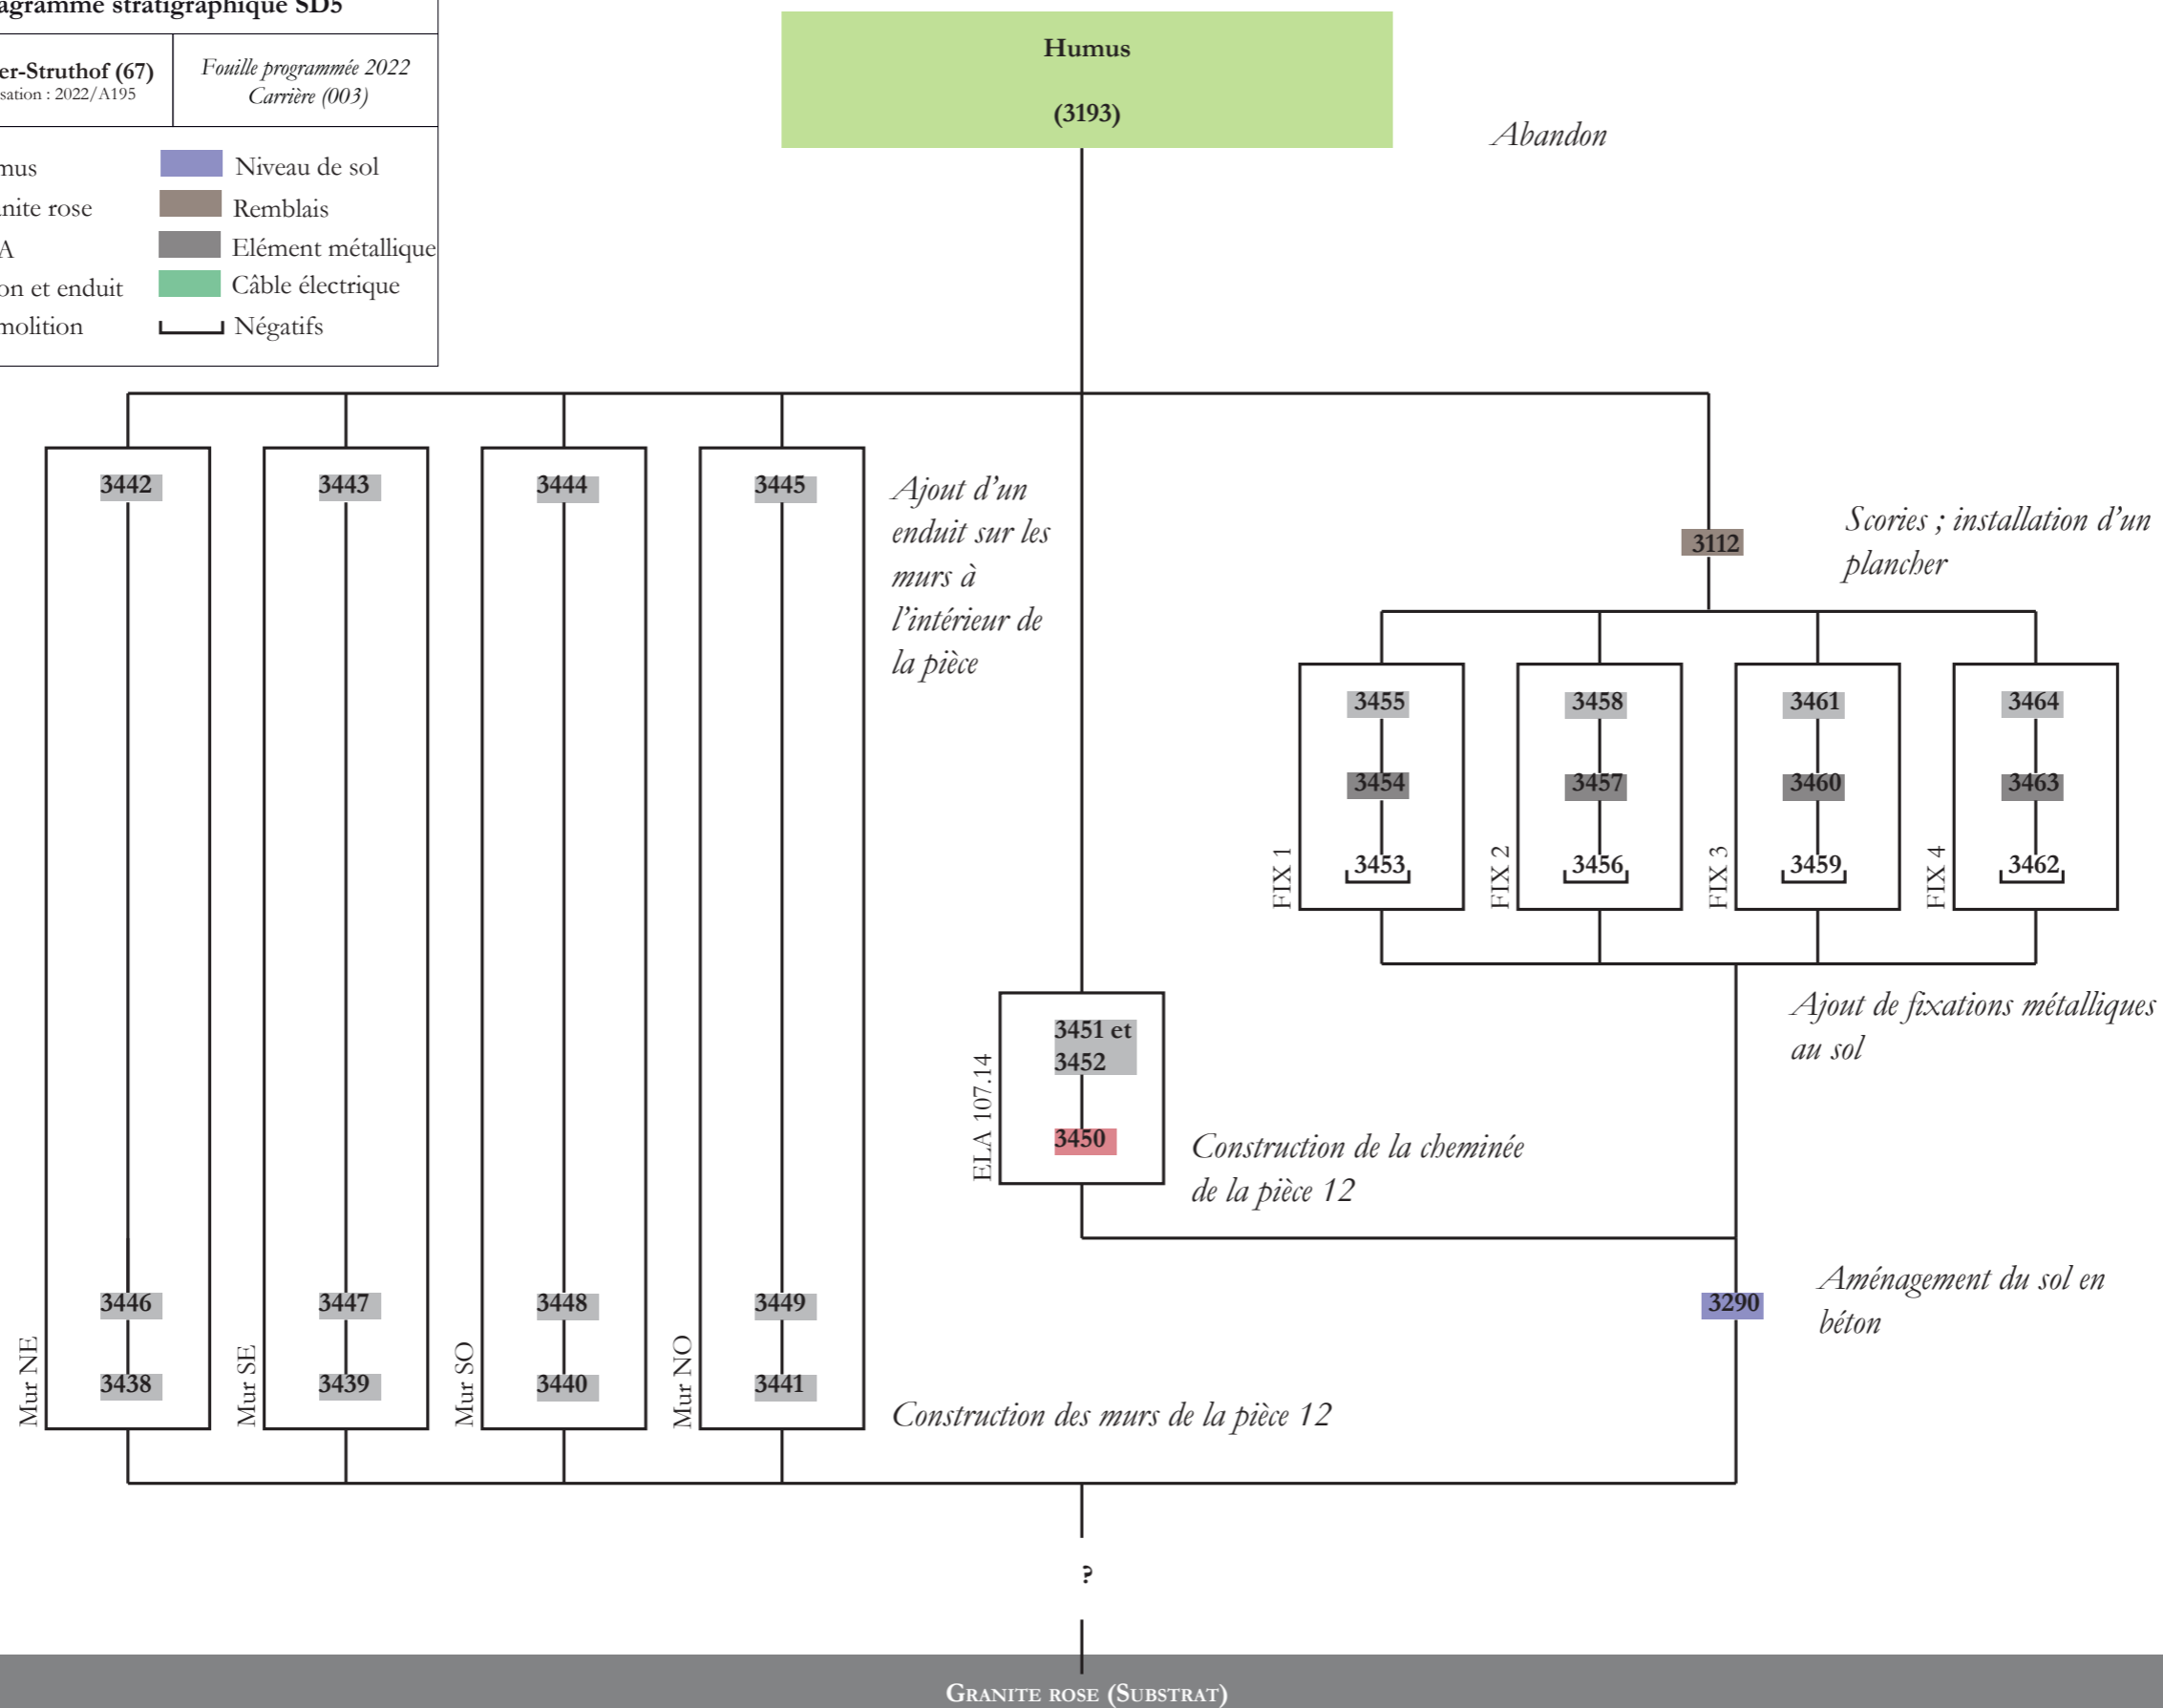 agramme stratigraphique SD5
er-Struthof (67)
sation : 2022/A195
Fouille programmée 2022
Carrière (003)
mus
nite rose
A
on et enduit
molition
Niveau de sol
Remblais
Elément métallique
Câble électrique
Négatifs
Humus
(3193)
Abandon
3442
3443
3444
3445
Ajout d'un
enduit sur les
murs à
l'intérieur de
la pièce
3112
Scories ; installation d'un
plancher
3455
3458
3461
3464
3454
3457
3460
3463
3453
3456
3459
3462
FIX 1
FIX 2
FIX 3
FIX 4
Ajout de fixations métalliques
au sol
3451 et
3452
3450
ELA 107.14
Construction de la cheminée
de la pièce 12
3446
3447
3448
3449
3290
Aménagement du sol en
béton
3438
3439
3440
3441
Mur NE
Mur SE
Mur SO
Mur NO
Construction des murs de la pièce 12
?
GRANITE ROSE (SUBSTRAT)